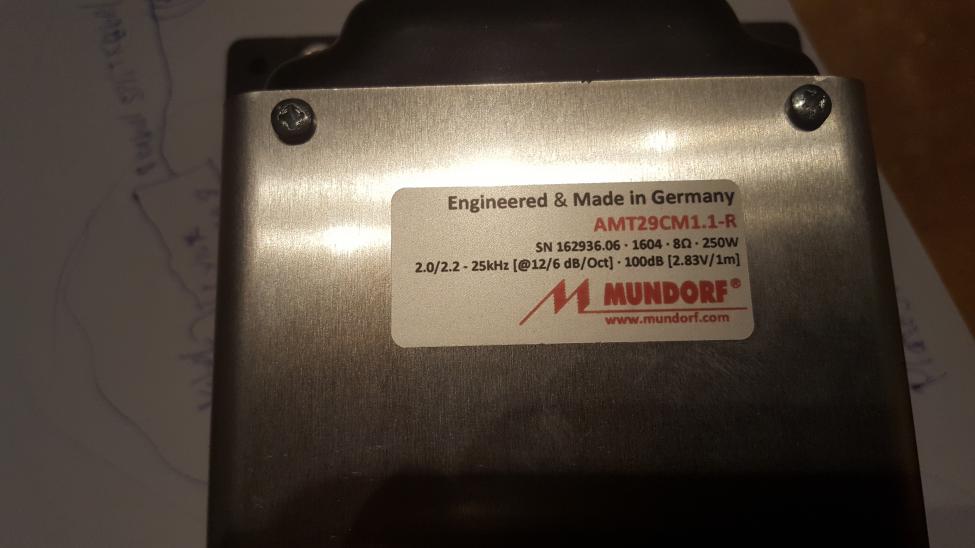 Engineered & Made in Germany
AMT29CM1.1-R
SN 162936.06 · 1604 · 8Ω · 250W
2.0/2.2 - 25kHz [@12/6 dB/Oct] · 100dB [2.83V/1m]
MUNDORF®
www.mundorf.com